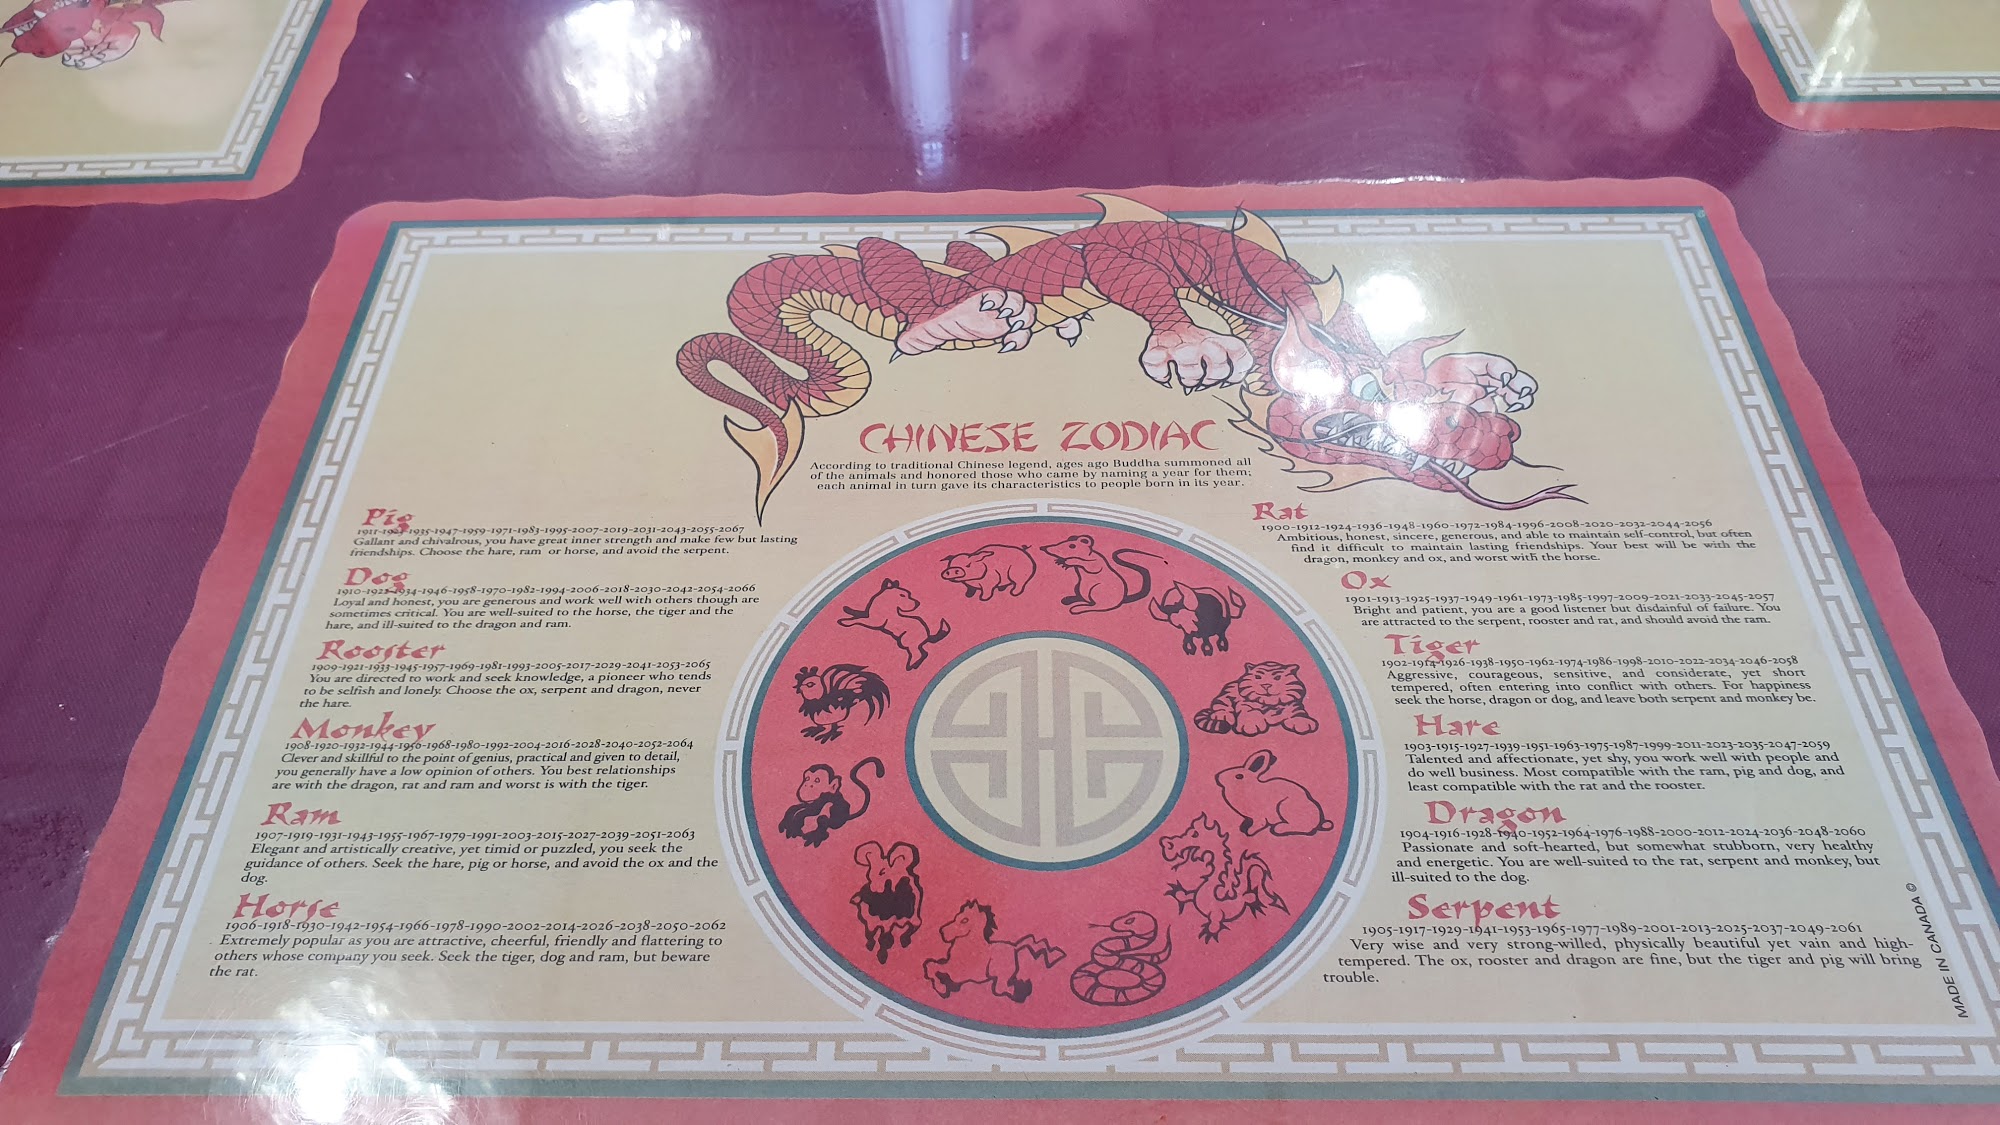 CHINESE ZODIAC
According to traditional Chinese legend, ages ago Buddha summoned all
of the animals and honored those who came by naming a year for them;
each animal in turn gave its characteristics to people born in its year.
Pig
1911-1923-1935-1947-1959-1971-1983-1995-2007-2019-2031-2043-2055-2067
Gallant and chivalrous, you have great inner strength and make few but lasting
friendships. Choose the hare, ram or horse, and avoid the serpent.
Dog
1910-1922-1934-1946-1958-1970-1982-1994-2006-2018-2030-2042-2054-2066
Loyal and honest, you are generous and work well with others though are
sometimes critical. You are well-suited to the horse, the tiger and the
hare, and ill-suited to the dragon and ram.
Rooster
1909-1921-1933-1945-1957-1969-1981-1993-2005-2017-2029-2041-2053-2065
You are directed to work and seek knowledge, a pioneer who tends
to be selfish and lonely. Choose the ox, serpent and dragon, never
the hare.
Monkey
1908-1920-1932-1944-1956-1968-1980-1992-2004-2016-2028-2040-2052-2064
Clever and skillful to the point of genius, practical and given to detail,
you generally have a low opinion of others. You best relationships
are with the dragon, rat and ram and worst is with the tiger.
Ram
1907-1919-1931-1943-1955-1967-1979-1991-2003-2015-2027-2039-2051-2063
Elegant and artistically creative, yet timid or puzzled, you seek the
guidance of others. Seek the hare, pig or horse, and avoid the ox and the
dog.
Horse
1906-1918-1930-1942-1954-1966-1978-1990-2002-2014-2026-2038-2050-2062
Extremely popular as you are attractive, cheerful, friendly and flattering to
others whose company you seek. Seek the tiger, dog and ram, but beware
the rat.
Rat
1900-1912-1924-1936-1948-1960-1972-1984-1996-2008-2020-2032-2044-2056
Ambitious, honest, sincere, generous, and able to maintain self-control, but often
find it difficult to maintain lasting friendships. Your best will be with the
dragon, monkey and ox, and worst with the horse.
Ox
1901-1913-1925-1937-1949-1961-1973-1985-1997-2009-2021-2033-2045-2057
Bright and patient, you are a good listener but disdainful of failure. You
are attracted to the serpent, rooster and rat, and should avoid the ram.
Tiger
1902-1914-1926-1938-1950-1962-1974-1986-1998-2010-2022-2034-2046-2058
Aggressive, courageous, sensitive, and considerate, yet short
tempered, often entering into conflict with others. For happiness
seek the horse, dragon or dog, and leave both serpent and monkey be.
Hare
1903-1915-1927-1939-1951-1963-1975-1987-1999-2011-2023-2035-2047-2059
Talented and affectionate, yet shy, you work well with people and
do well business. Most compatible with the ram, pig and dog, and
least compatible with the rat and the rooster.
Dragon
1904-1916-1928-1940-1952-1964-1976-1988-2000-2012-2024-2036-2048-2060
Passionate and soft-hearted, but somewhat stubborn, very healthy
and energetic. You are well-suited to the rat, serpent and monkey, but
ill-suited to the dog.
Serpent
1905-1917-1929-1941-1953-1965-1977-1989-2001-2013-2025-2037-2049-2061
Very wise and very strong-willed, physically beautiful yet vain and high-
tempered. The ox, rooster and dragon are fine, but the tiger and pig will bring
trouble.
MADE IN CANADA ©